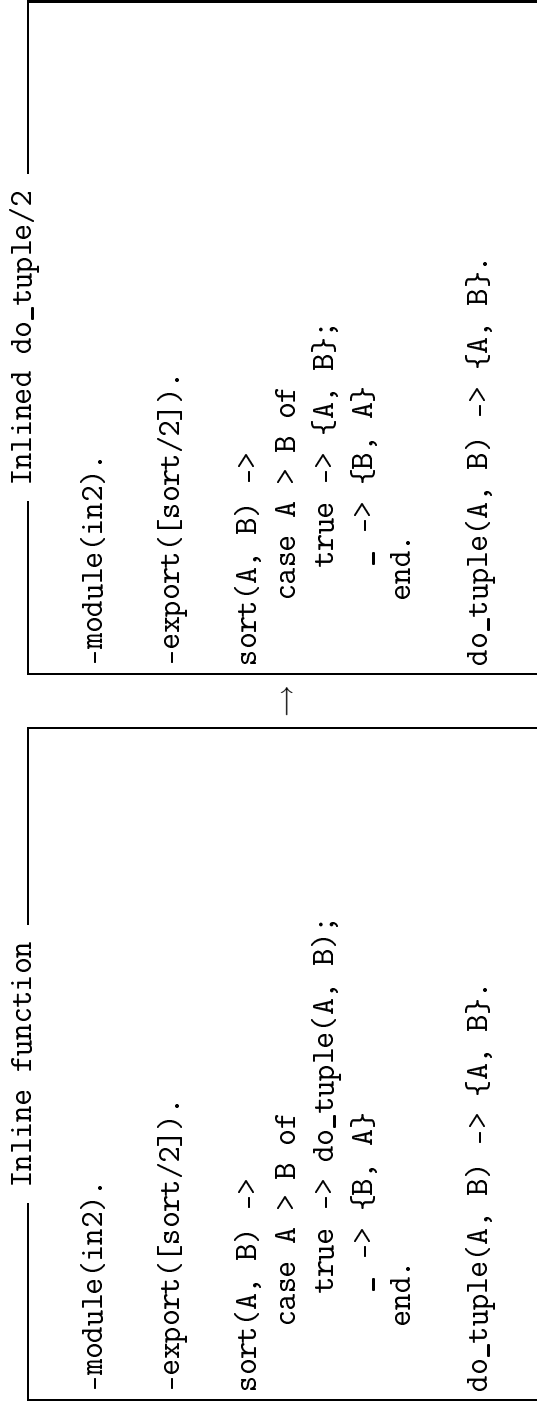 Inline function
-module(in2).
-export([sort/2]).
sort(A, B) ->
case A > B of
true -> do_tuple(A, B);
_ -> {B, A}
end.
do_tuple(A, B) -> {A, B}.
→
Inlined do_tuple/2
-module(in2).
-export([sort/2]).
sort(A, B) ->
case A > B of
true -> {A, B};
_ -> {B, A}
end.
do_tuple(A, B) -> {A, B}.